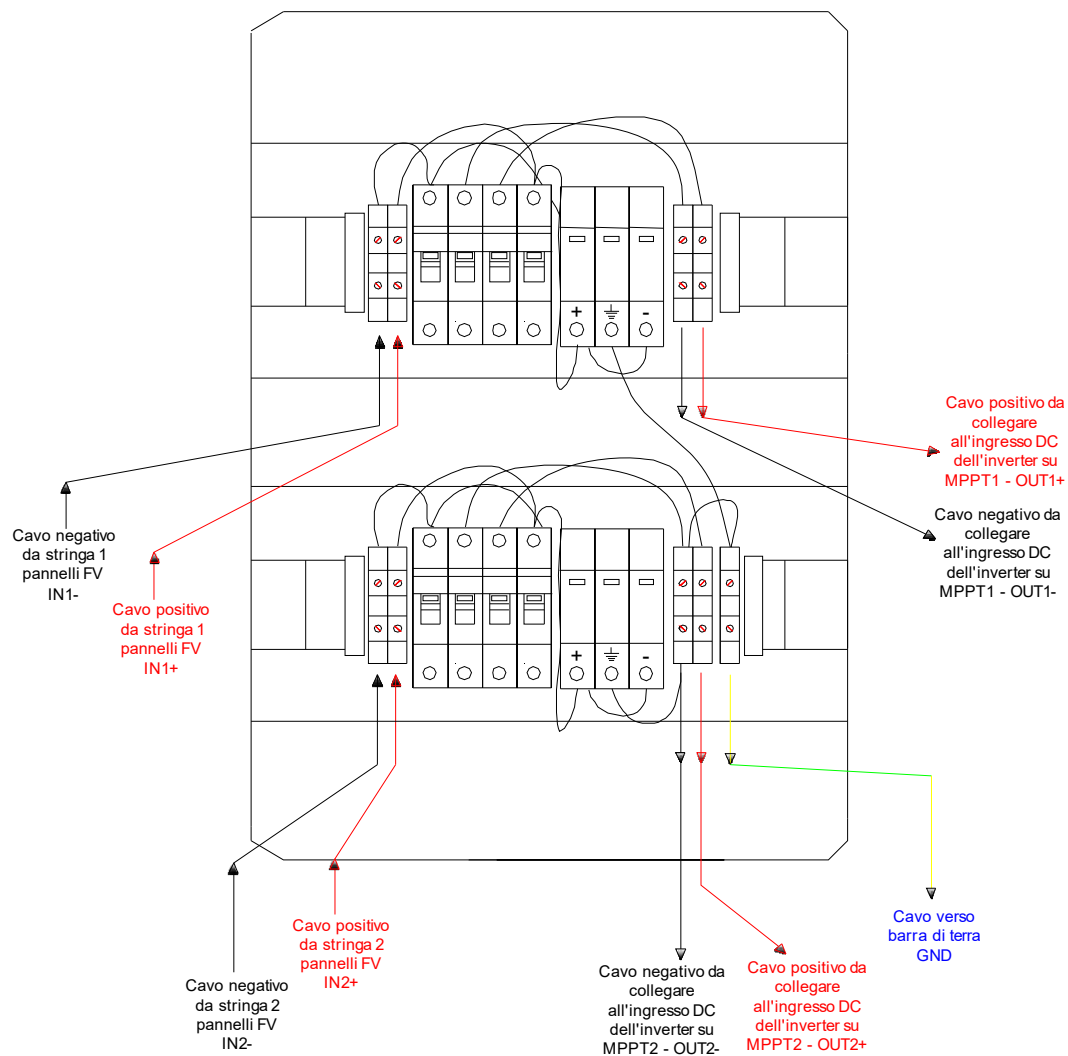 +
-
Cavo positivo da
collegare
all'ingresso DC
dell'inverter su
MPPT1 - OUT1+
Cavo negativo da
collegare
all'ingresso DC
dell'inverter su
MPPT1 - OUT1-
Cavo negativo
da stringa 1
pannelli FV
IN1-
Cavo positivo
da stringa 1
pannelli FV
IN1+
+
-
Cavo positivo
da stringa 2
pannelli FV
IN2+
Cavo negativo
da stringa 2
pannelli FV
IN2-
Cavo negativo da
collegare
all'ingresso DC
dell'inverter su
MPPT2 - OUT2-
Cavo positivo da
collegare
all'ingresso DC
dell'inverter su
MPPT2 - OUT2+
Cavo verso
barra di terra
GND